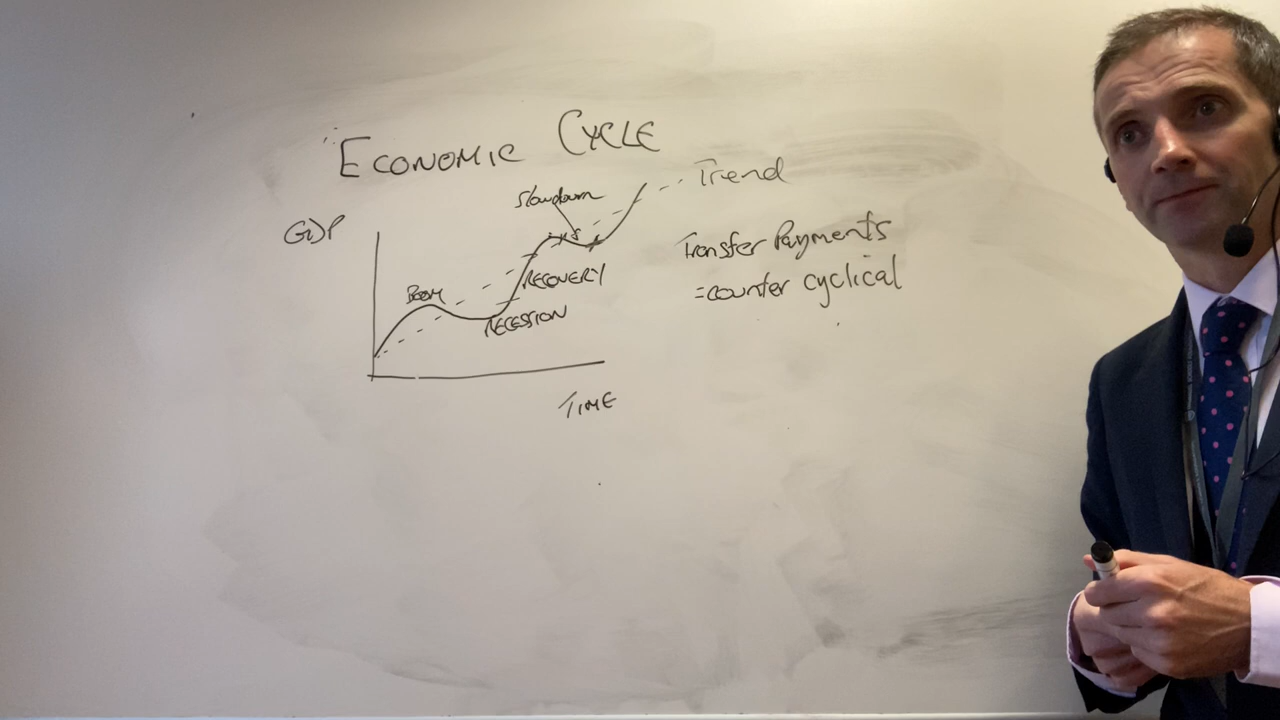 ECONOMIC CYCLE
Trend
Slowdown
GDP
Transfer Payments
= counter cyclical
RECOVERY
BOOM
RECESSION
TIME